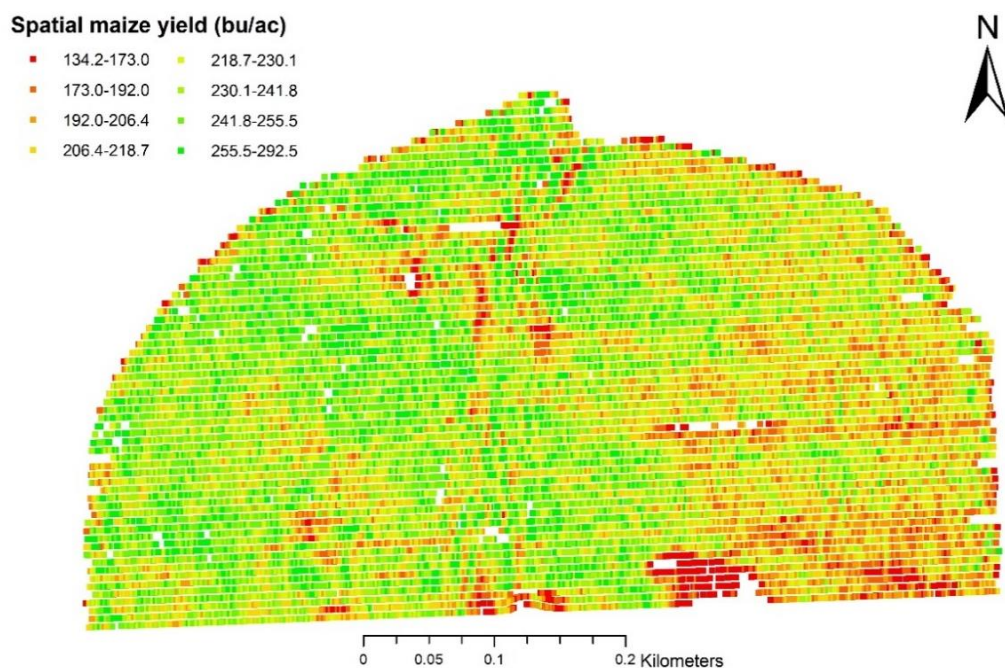 Spatial maize yield (bu/ac)
134.2-173.0 218.7-230.1
173.0-192.0 230.1-241.8
192.0-206.4 241.8-255.5
206.4-218.7 255.5-292.5
N
0 0.05 0.1 0.2 Kilometers